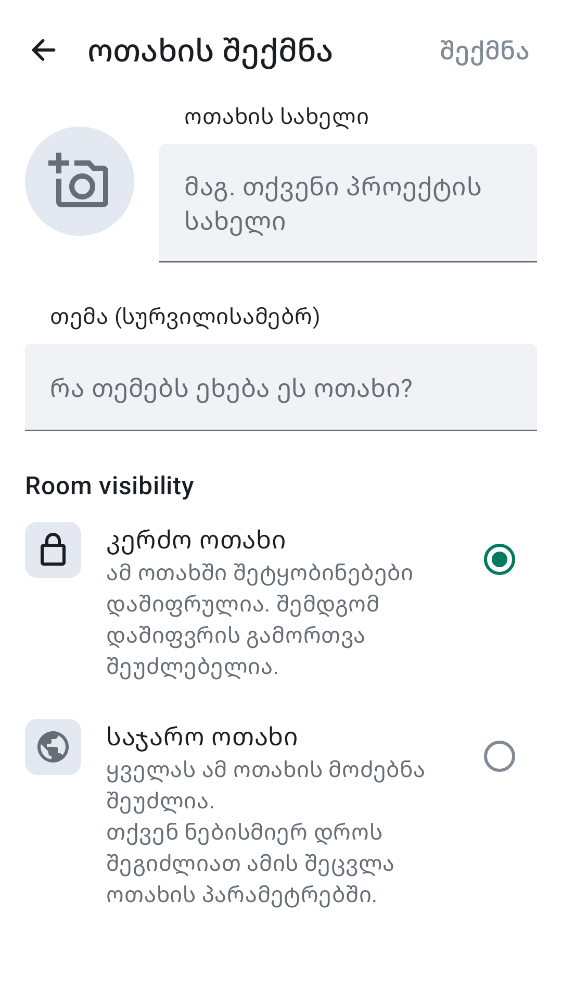 ოთახის შექმნა
შექმნა
ოთახის სახელი
მაგ. თქვენი პროექტის
სახელი
თემა (სურვილისამებრ)
რა თემებს ეხება ეს ოთახი?
Room visibility
კერძო ოთახი
ამ ოთახში შეტყობინებები
დაშიფრულია. შემდგომ
დაშიფვრის გამორთვა
შეუძლებელია.
საჯარო ოთახი
ყველას ამ ოთახის მოძებნა
შეუძლია.
თქვენ ნებისმიერ დროს
შეგიძლიათ ამის შეცვლა
ოთახის პარამეტრებში.